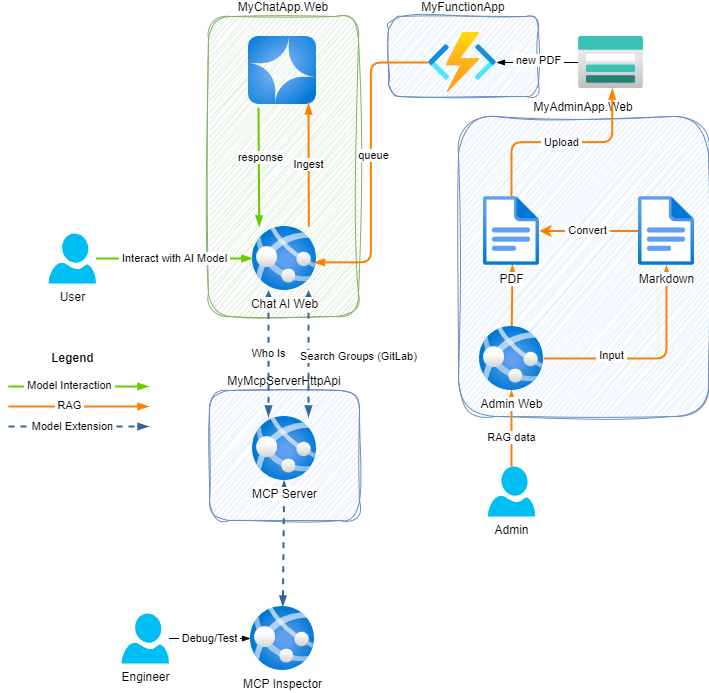 MyChatApp.Web
MyFunctionApp
new PDF
MyAdminApp.Web
response
Ingest
queue
Upload
Convert
User
Interact with AI Model
Chat AI Web
PDF
Markdown
Who Is
Search Groups (GitLab)
Input
Legend
Model Interaction
RAG
Model Extension
MyMcpServerHttpApi
Admin Web
RAG data
MCP Server
Admin
Debug/Test
Engineer
MCP Inspector